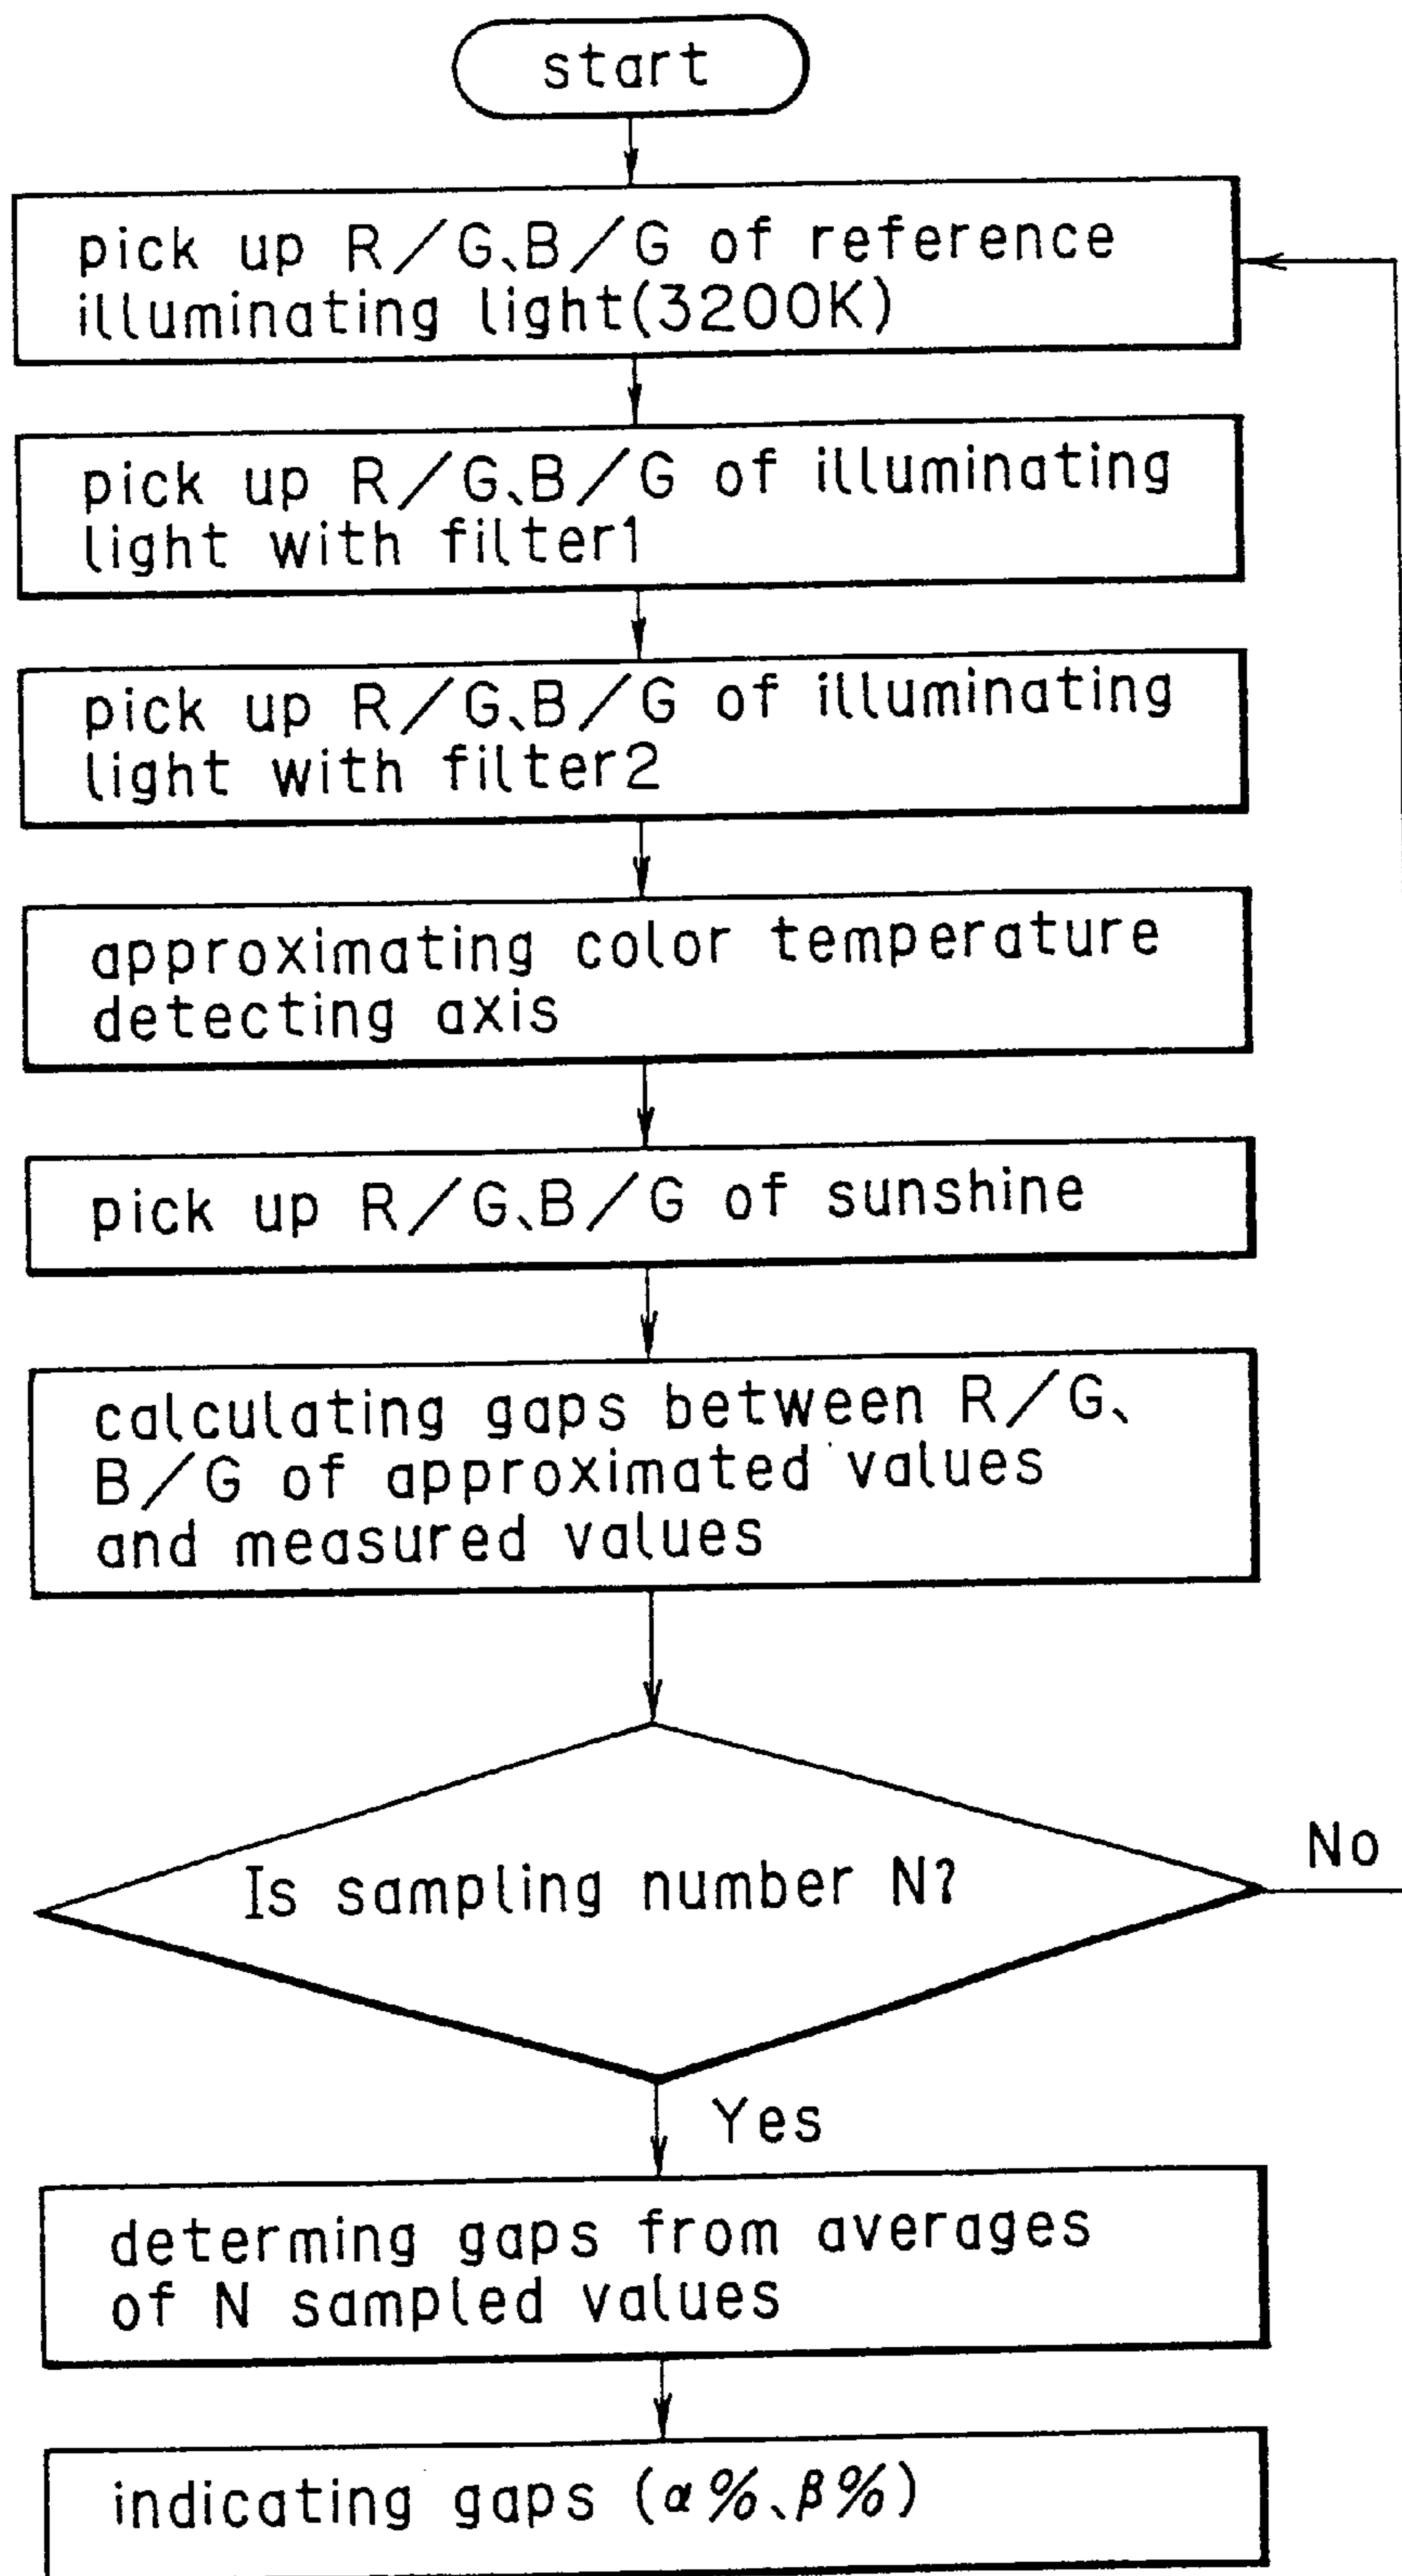 start
pick up R/G、B/G of reference
illuminating light(3200K)
pick up R/G、B/G of illuminating
light with filter1
pick up R/G、B/G of illuminating
light with filter2
approximating color temperature
detecting axis
pick up R/G、B/G of sunshine
calculating gaps between R/G、
B/G of approximated values
and measured values
Is sampling number N?
No
Yes
determing gaps from averages
of N sampled values
indicating gaps (α%、β%)